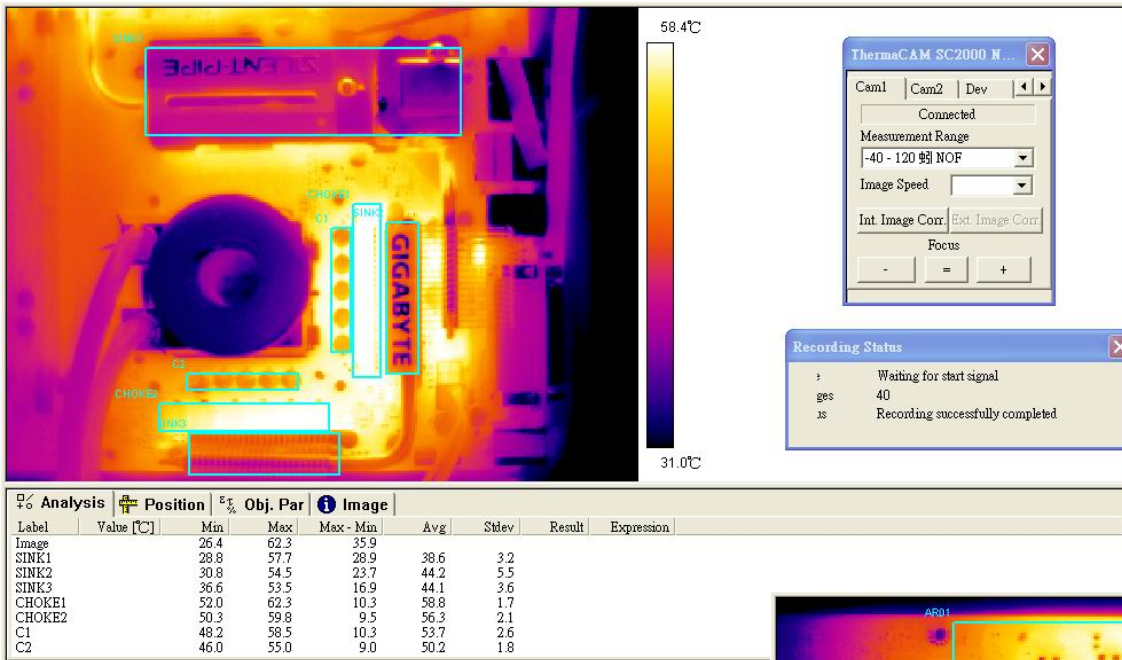 58.4℃
31.0℃
SINK1
SILENT-PIPE
CHOKE1
C1
SINK2
GIGABYTE
C2
CHOKE2
INK3
ThermaCAM SC2000 N...
Cam1 Cam2 Dev
Connected
Measurement Range
-40 - 120 NOF
Image Speed
Int. Image Corr. Ext. Image Corr
Focus
- = +
Recording Status
Waiting for start signal
ges 40
us Recording successfully completed
Analysis Position Obj. Par Image
Label Value [℃] Min Max Max - Min Avg Stdev Result Expression
Image 26.4 62.3 35.9
SINK1 28.8 57.7 28.9 38.6 3.2
SINK2 30.8 54.5 23.7 44.2 5.5
SINK3 36.6 53.5 16.9 44.1 3.6
CHOKE1 52.0 62.3 10.3 58.8 1.7
CHOKE2 50.3 59.8 9.5 56.3 2.1
C1 48.2 58.5 10.3 53.7 2.6
C2 46.0 55.0 9.0 50.2 1.8
AR01